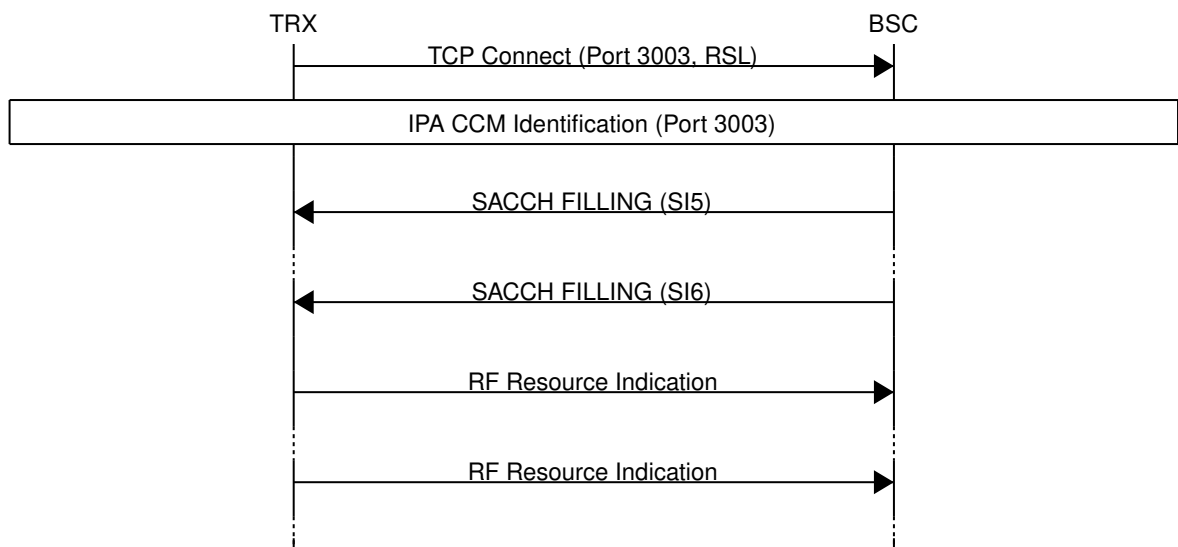 TRX BSC
TCP Connect (Port 3003, RSL)
IPA CCM Identification (Port 3003)
SACCH FILLING (SI5)
SACCH FILLING (SI6)
RF Resource Indication
RF Resource Indication